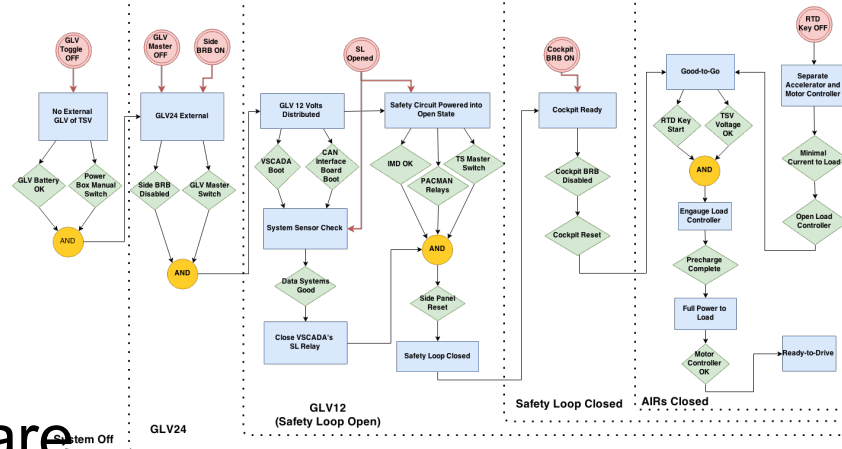 GLV
Toggle
OFF
GLV
Master
OFF
Side
BRB ON
SL
Opened
Cockpit
BRB ON
RTD
Key OFF
No External
GLV of TSV
GLV24 External
GLV 12 Volts
Distributed
Safety Circuit Powered into
Open State
Cockpit Ready
Good-to-Go
Separate
Accelerator and
Motor Controller
GLV Battery
OK
Power
Box Manual
Switch
Side BRB
Disabled
GLV Master
Switch
VSCADA
Boot
CAN
Interface
Board
Boot
IMD OK
PACMAN
Relays
TS Master
Switch
Cockpit BRB
Disabled
RTD Key
Start
TSV
Voltage
OK
Minimal
Current to Load
AND
AND
System Sensor Check
AND
Cockpit Reset
AND
Engauge Load
Controller
Open Load
Controller
Data Systems
Good
Side Panel
Reset
Precharge
Complete
Close VSCADA's
SL Relay
Safety Loop Closed
Full Power to
Load
Motor
Controller
OK
Ready-to-Drive
System Off
GLV24
GLV12
(Safety Loop Open)
Safety Loop Closed
AIRs Closed
are